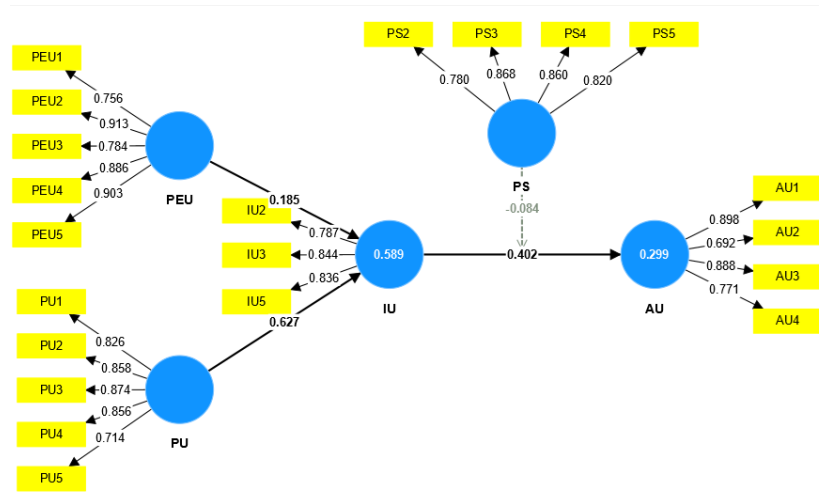 PS2 PS3 PS4 PS5
0.780 0.868 0.860 0.820
PS
-0.084
PEU1
PEU2
PEU3
PEU4
PEU5
0.756
0.913
0.784
0.886
0.903
PEU
0.185
IU2
IU3
IU5
0.787
0.844
0.836
0.589
IU
0.402
0.627
PU1
PU2
PU3
PU4
PU5
0.826
0.858
0.874
0.856
0.714
PU
0.299
AU
0.898
0.692
0.888
0.771
AU1
AU2
AU3
AU4